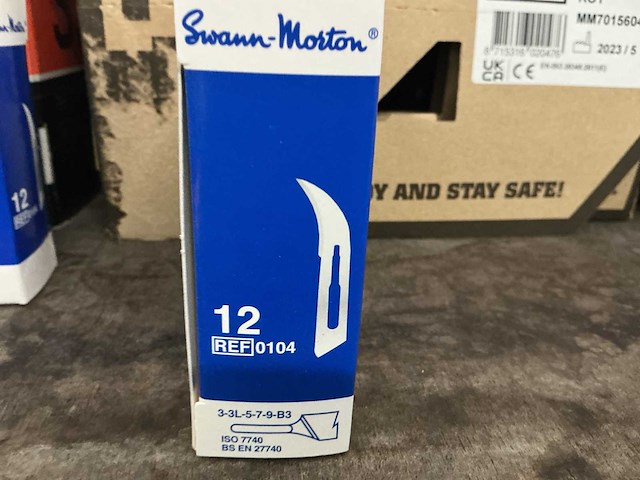 Swann-Morton®
12
REF 0104
3-3L-5-7-9-B3
ISO 7740
BS EN 27740
12
MM7015604
2023/5
UK
CA CE
AND STAY SAFE!